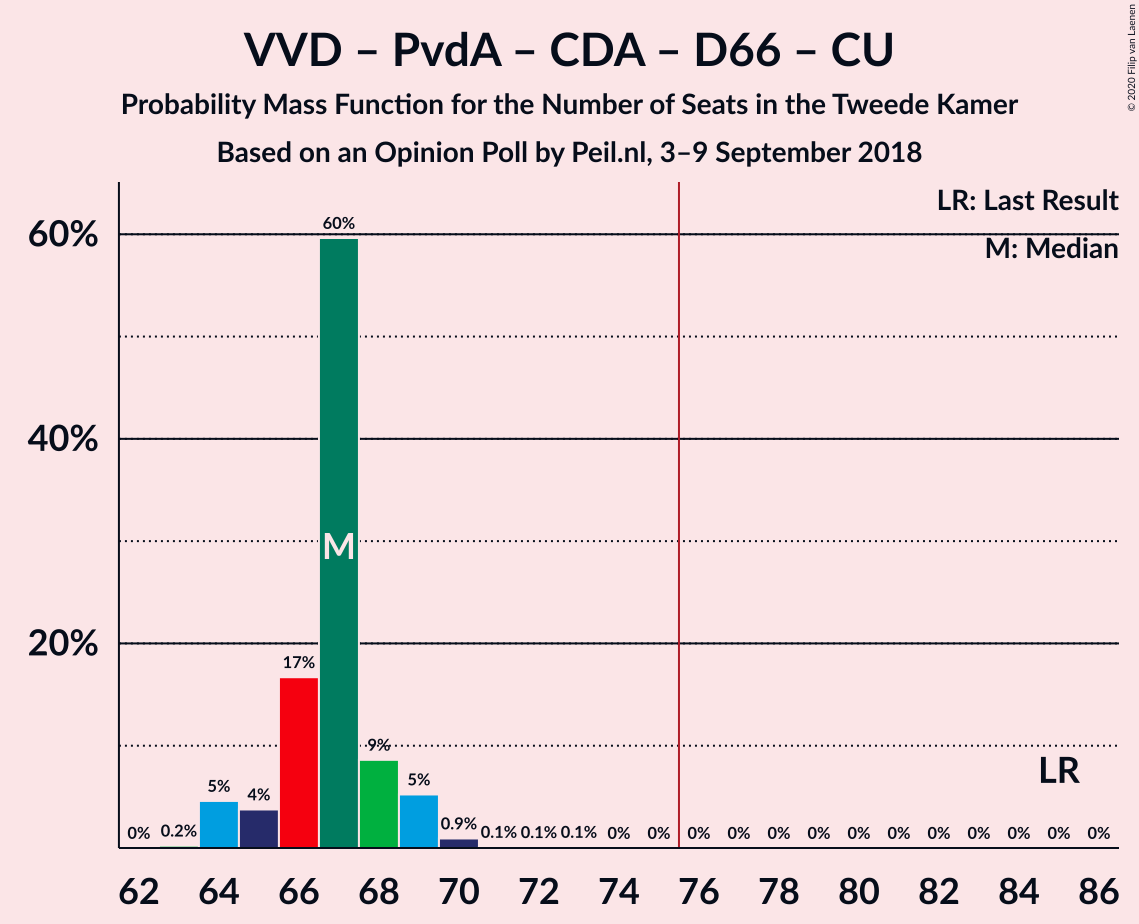 VVD – PvdA – CDA – D66 – CU
Probability Mass Function for the Number of Seats in the Tweede Kamer
Based on an Opinion Poll by Peil.nl, 3–9 September 2018
© 2020 Filip van Laenen
LR: Last Result
M: Median
60%
40%
20%
0% 0.2% 5% 4% 17% 60% 9% 5% 0.9% 0.1% 0.1% 0.1% 0% 0% 0% 0% 0% 0% 0% 0% 0% 0% 0% 0% 0%
M
LR
62 64 66 68 70 72 74 76 78 80 82 84 86